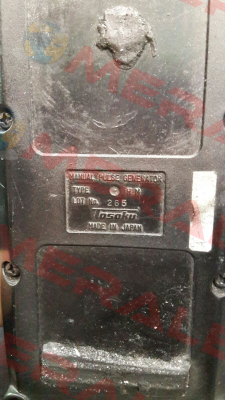 MANUAL PULSE GENERATOR
TYPE
LOT No. 265
Tosoku
MADE IN JAPAN